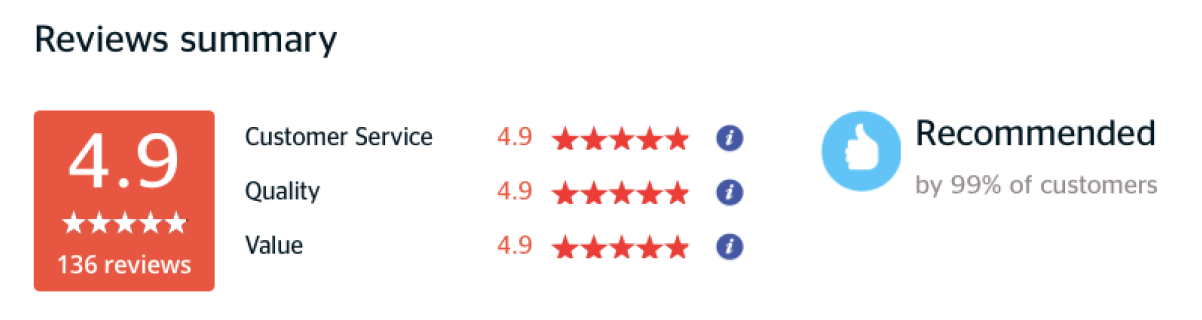 Reviews summary
4.9
136 reviews
Customer Service 4.9 i
Quality 4.9 i
Value 4.9 i
Recommended
by 99% of customers